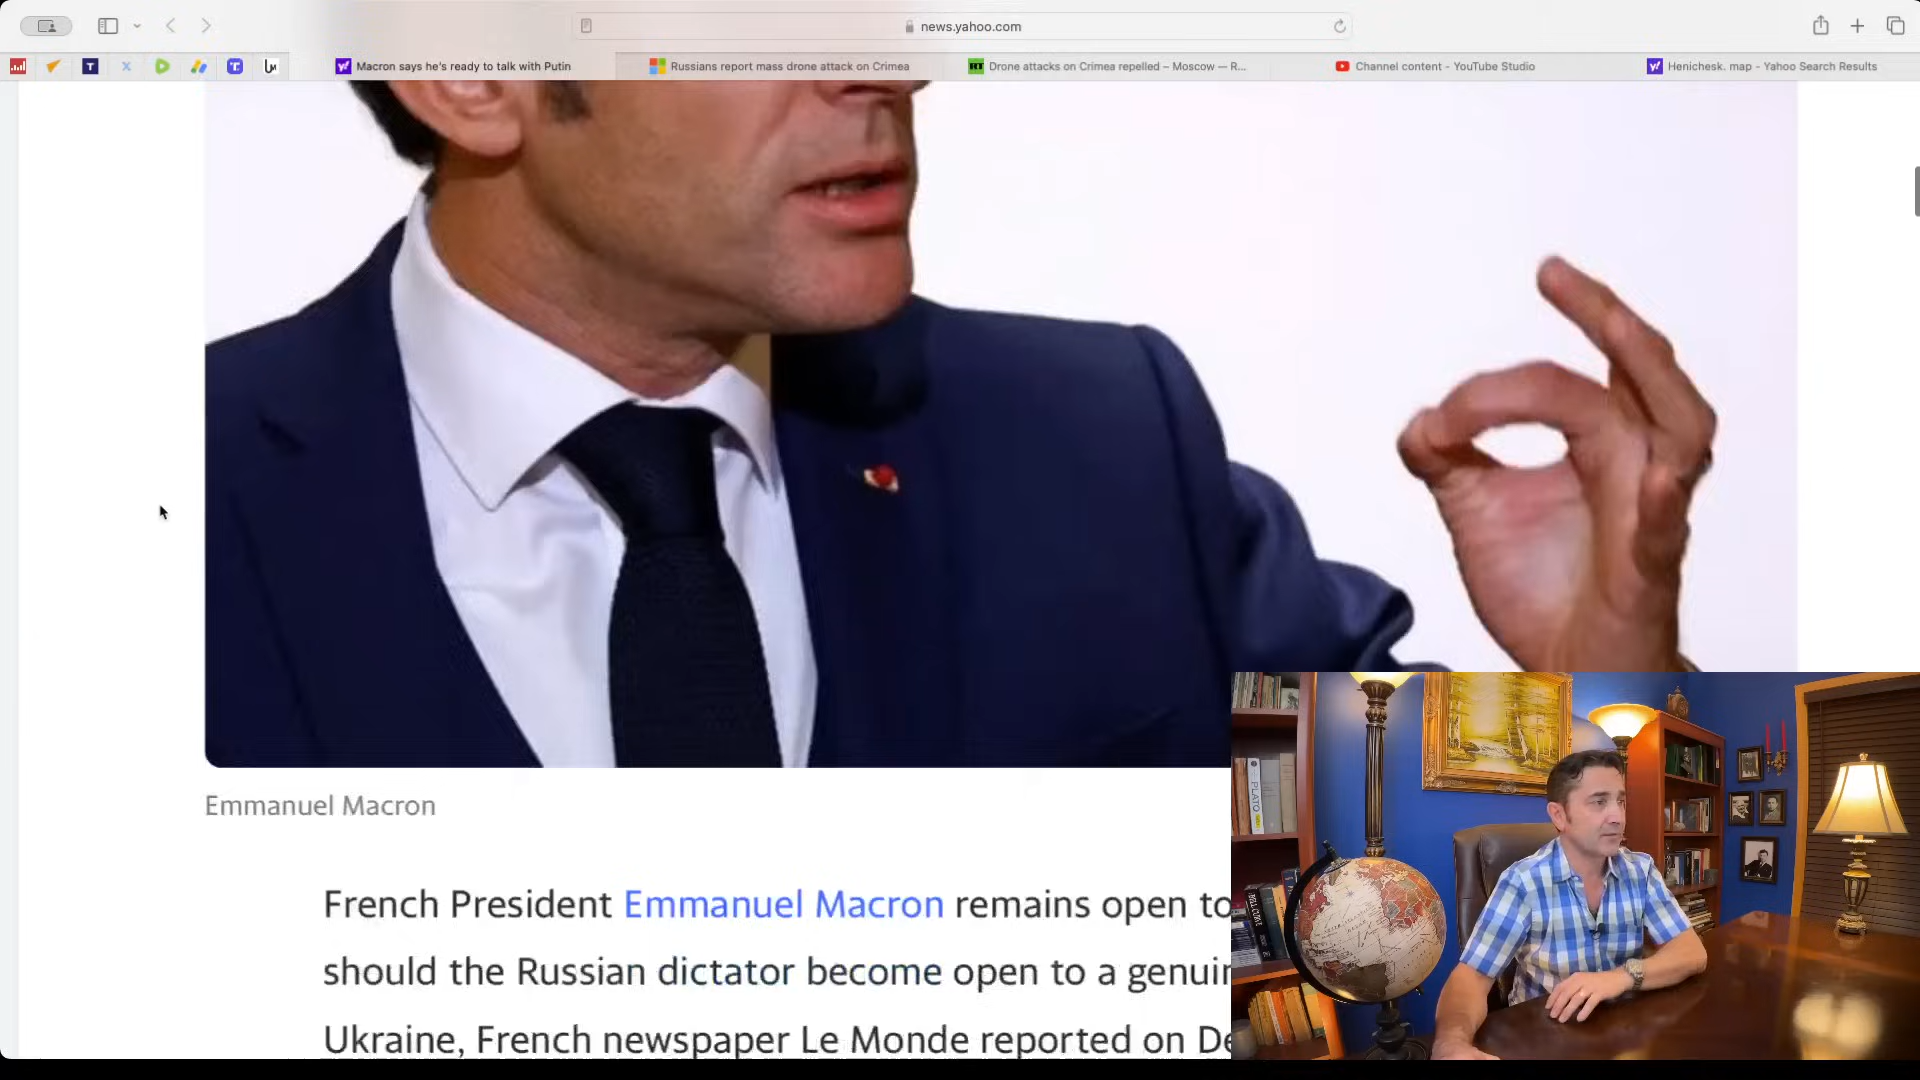 news.yahoo.com
Macron says he's ready to talk with Putin
Russians report mass drone attack on Crimea
RT
Drone attacks on Crimea repelled – Moscow — R...
Channel content - YouTube Studio
Henichesk. map - Yahoo Search Results
Emmanuel Macron
French President Emmanuel Macron remains open to
should the Russian dictator become open to a genuin
Ukraine, French newspaper Le Monde reported on De
PLATO